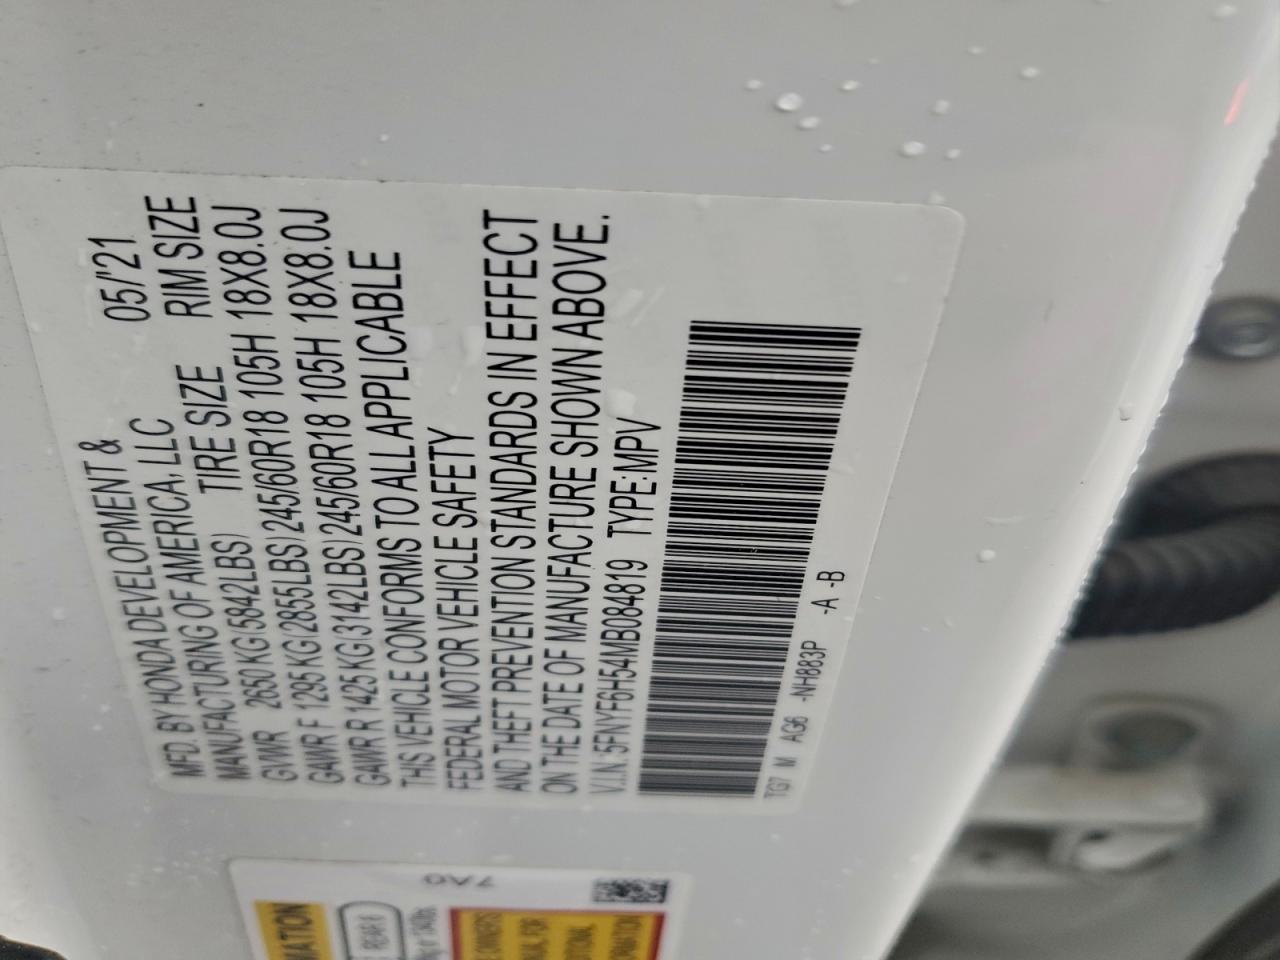 MFD. BY HONDA DEVELOPMENT & 05/'21
MANUFACTURING OF AMERICA, LLC
GVWR 2650 KG(5842LBS) TIRE SIZE RIM SIZE
GAWR F 1295 KG(2855LBS)245/60R18 105H 18X8.0J
GAWR R 1425 KG(3142LBS)245/60R18 105H 18X8.0J
THIS VEHICLE CONFORMS TO ALL APPLICABLE
FEDERAL MOTOR VEHICLE SAFETY
AND THEFT PREVENTION STANDARDS IN EFFECT
ON THE DATE OF MANUFACTURE SHOWN ABOVE.
V.I.N:5FNYF6H54MB084819 TYPE:MPV
TG7 M AG6 -NH883P -A -B
7A0